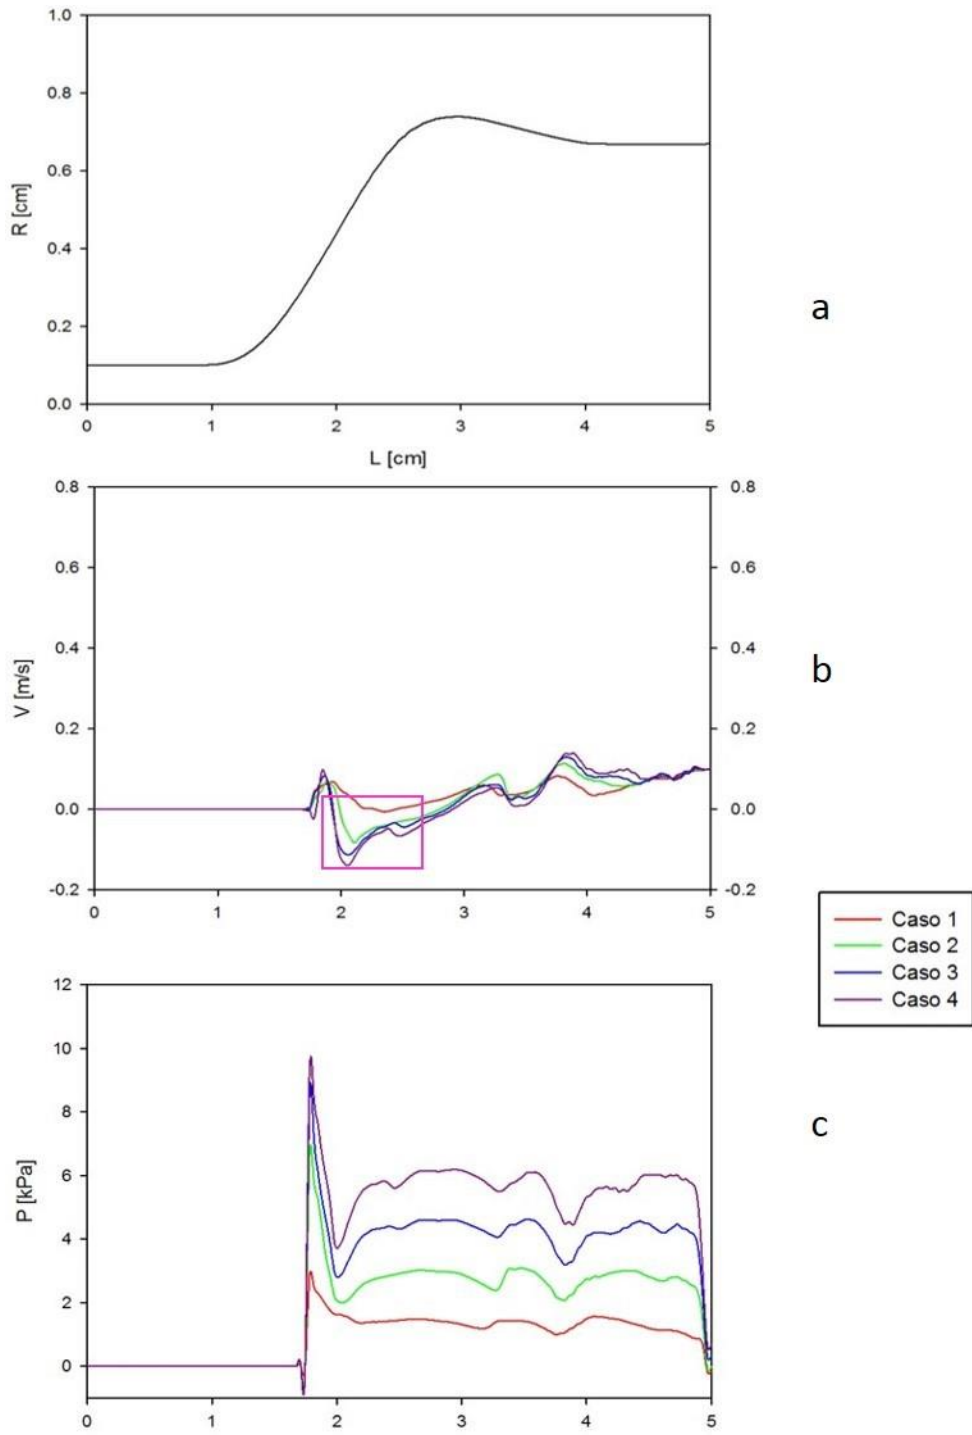 1.0
0.8
0.6
0.4
0.2
0.0
R [cm]
0 1 2 3 4 5
L [cm]
a
0.8 0.8
0.6 0.6
0.4 0.4
0.2 0.2
0.0 0.0
-0.2 -0.2
V [m/s]
0 1 2 3 4 5
b
Caso 1
Caso 2
Caso 3
Caso 4
12
10
8
6
4
2
0
P [kPa]
0 1 2 3 4 5
c